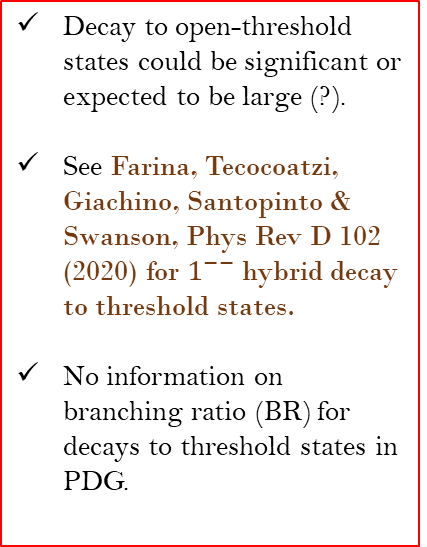 ✓ Decay to open-threshold
states could be significant or
expected to be large (?).
✓ See Farina, Tecocoatzi,
Giachino, Santopinto &
Swanson, Phys Rev D 102
(2020) for 1⁻⁻ hybrid decay
to threshold states.
✓ No information on
branching ratio (BR) for
decays to threshold states in
PDG.